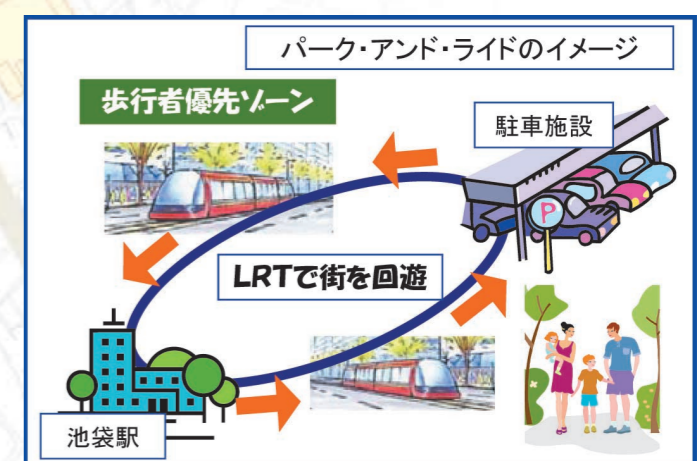 パーク・アンド・ライドのイメージ
歩行者優先ゾーン
駐車施設
P
LRTで街を回遊
池袋駅